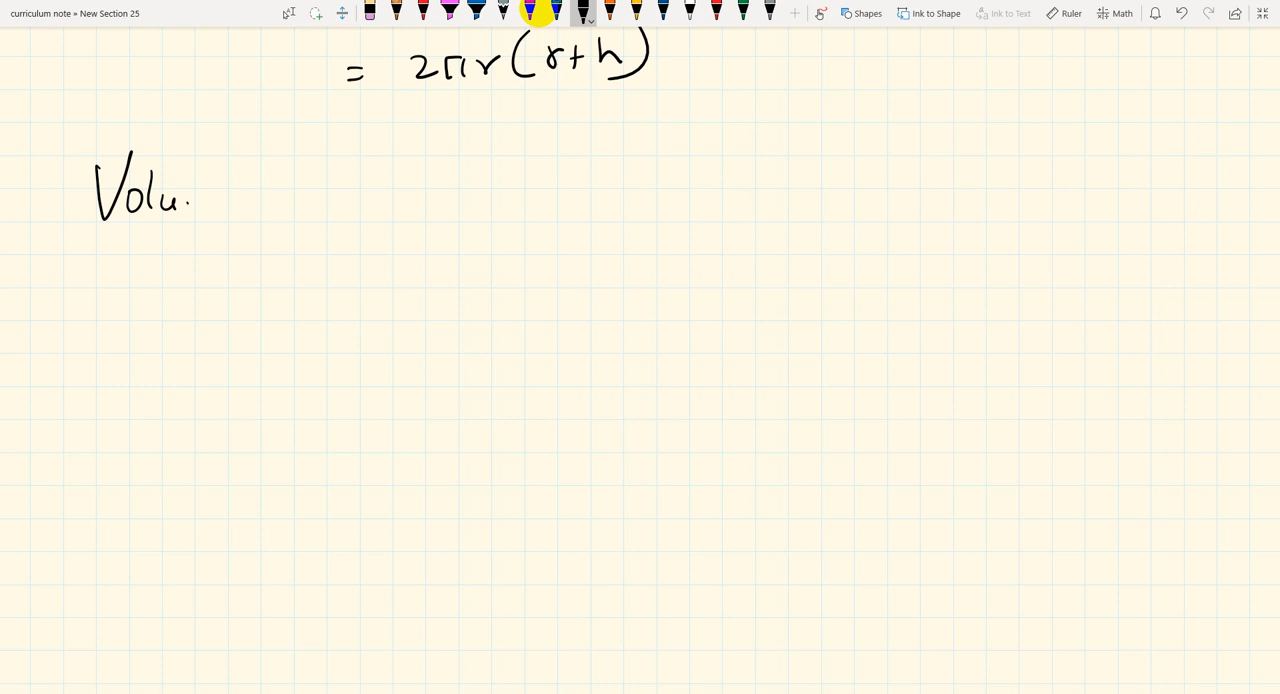 curriculum note » New Section 25
Shapes Ink to Shape Ink to Text Ruler Math
= 2πr(r+h)
Volu.